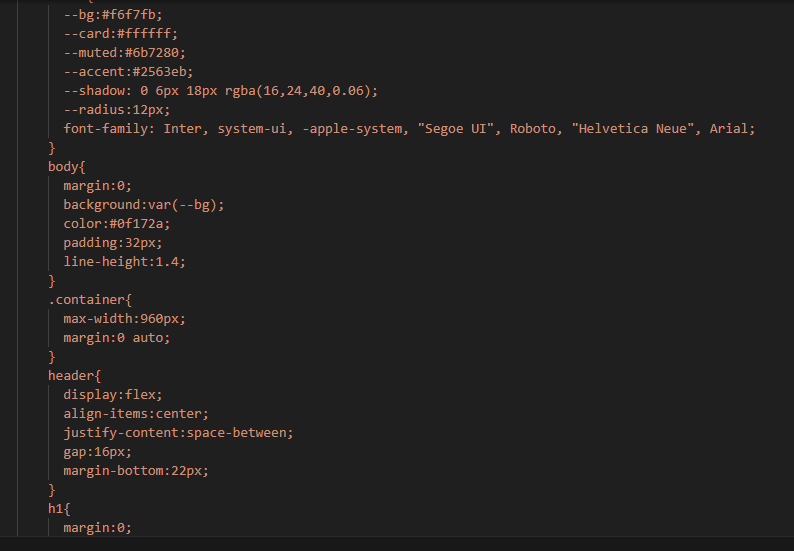 {
--bg:#f6f7fb;
--card:#ffffff;
--muted:#6b7280;
--accent:#2563eb;
--shadow: 0 6px 18px rgba(16,24,40,0.06);
--radius:12px;
font-family: Inter, system-ui, -apple-system, "Segoe UI", Roboto, "Helvetica Neue", Arial;
}
body{
margin:0;
background:var(--bg);
color:#0f172a;
padding:32px;
line-height:1.4;
}
.container{
max-width:960px;
margin:0 auto;
}
header{
display:flex;
align-items:center;
justify-content:space-between;
gap:16px;
margin-bottom:22px;
}
h1{
margin:0;